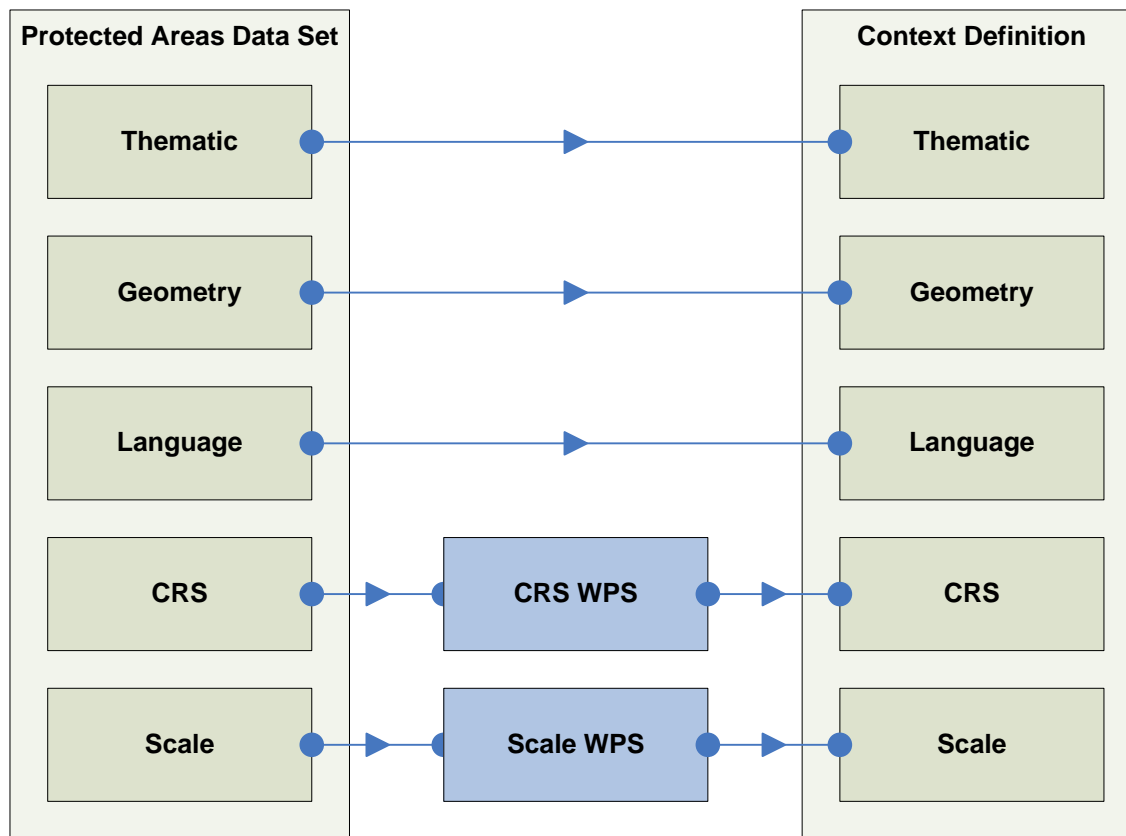 Protected Areas Data Set
Context Definition
Thematic
Thematic
Geometry
Geometry
Language
Language
CRS
CRS WPS
CRS
Scale
Scale WPS
Scale